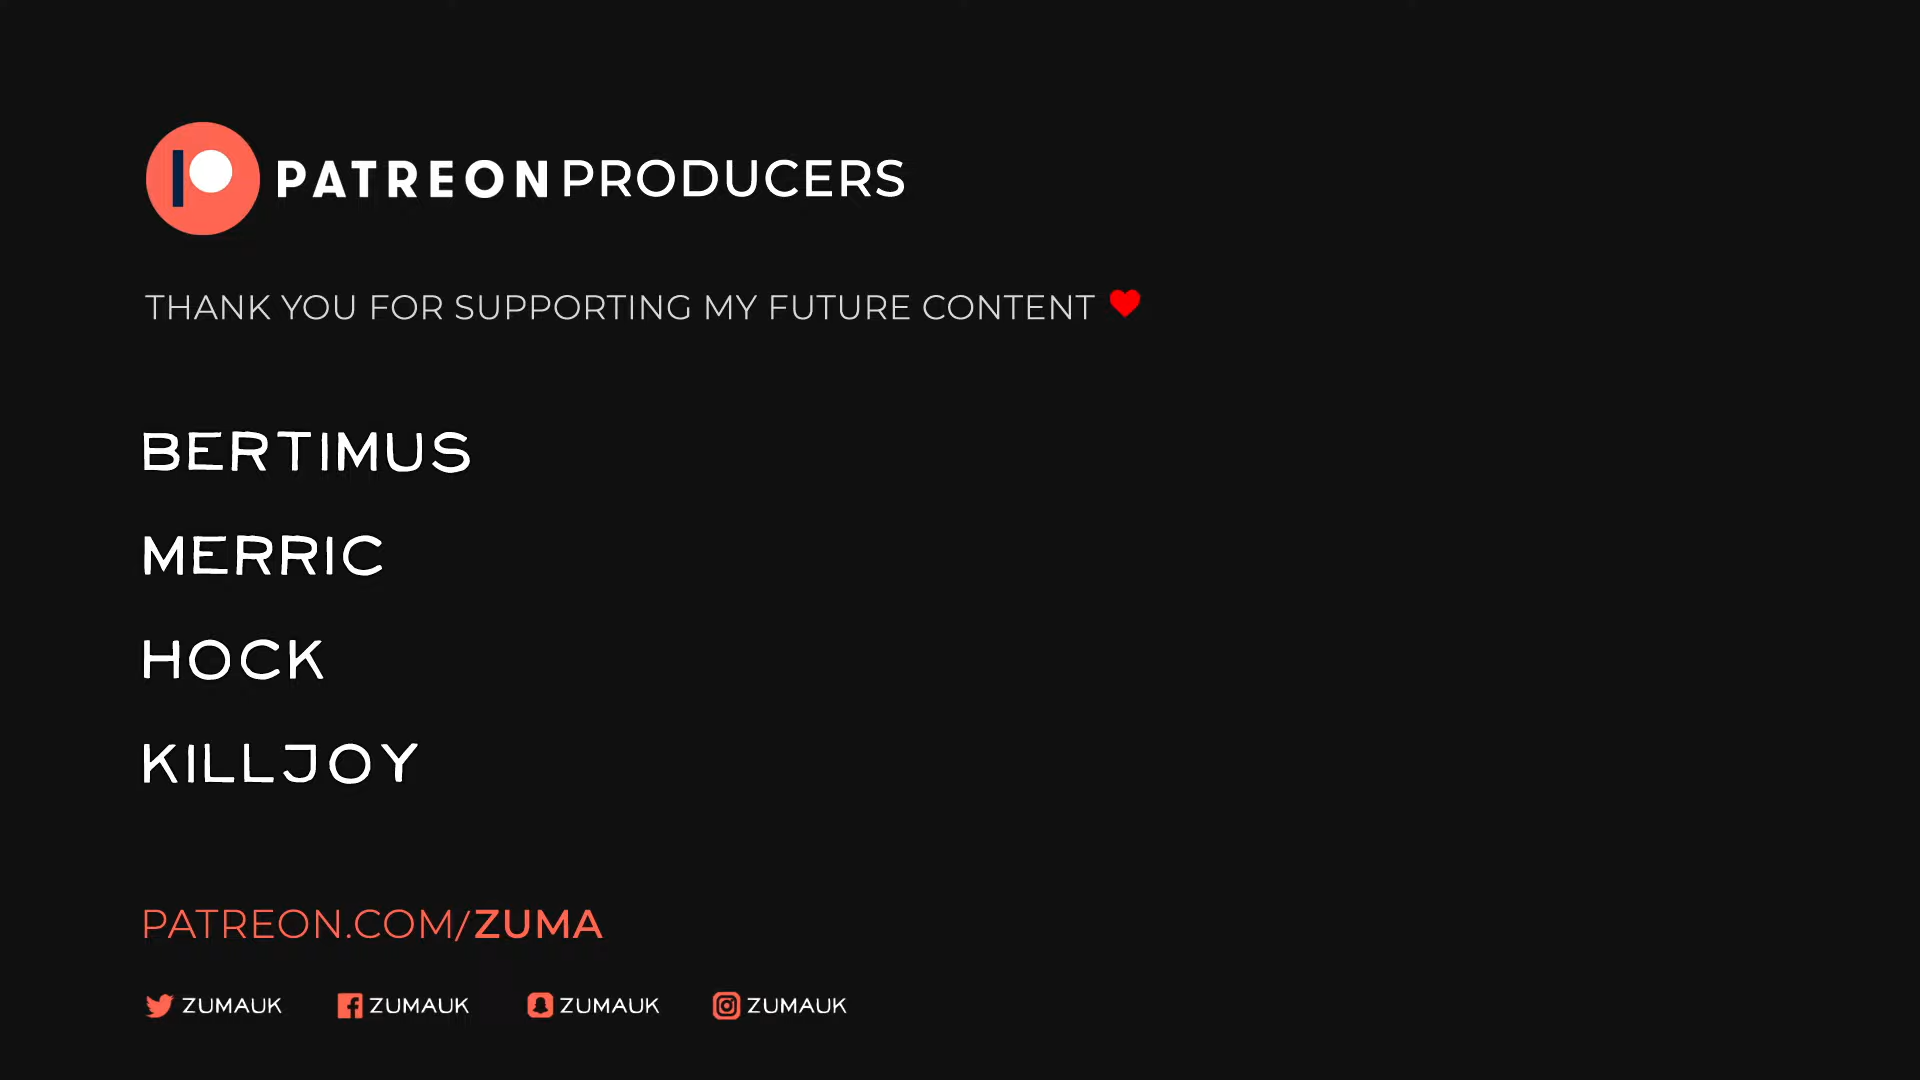 PATREON PRODUCERS
THANK YOU FOR SUPPORTING MY FUTURE CONTENT
BERTIMUS
MERRIC
HOCK
KILLJOY
PATREON.COM/ZUMA
ZUMAUK ZUMAUK ZUMAUK ZUMAUK